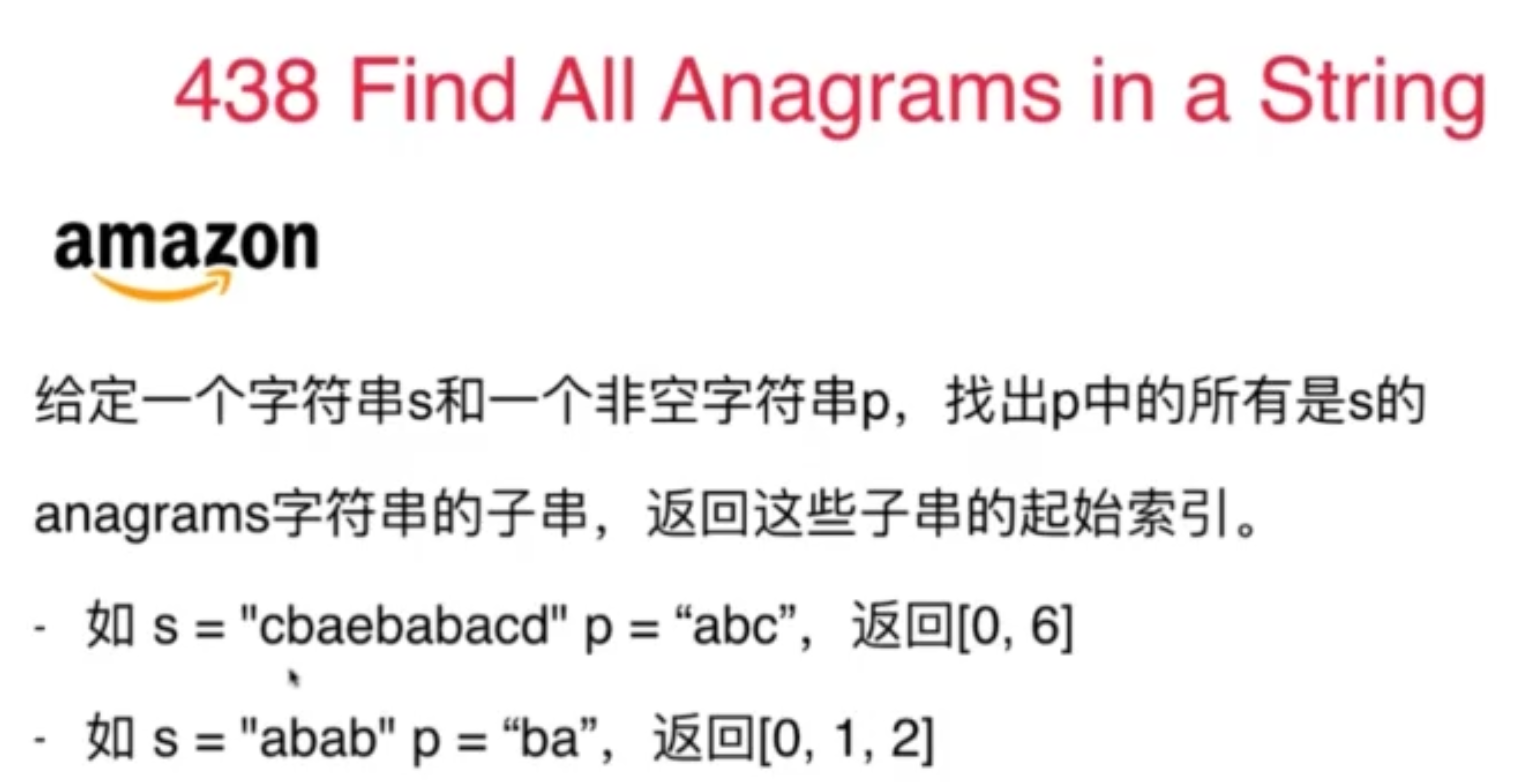 438 Find All Anagrams in a String
amazon
给定一个字符串s和一个非空字符串p，找出p中的所有是s的
anagrams字符串的子串，返回这些子串的起始索引。
- 如 s = "cbaebabacd" p = “abc”，返回[0, 6]
- 如 s = "abab" p = “ba”，返回[0, 1, 2]